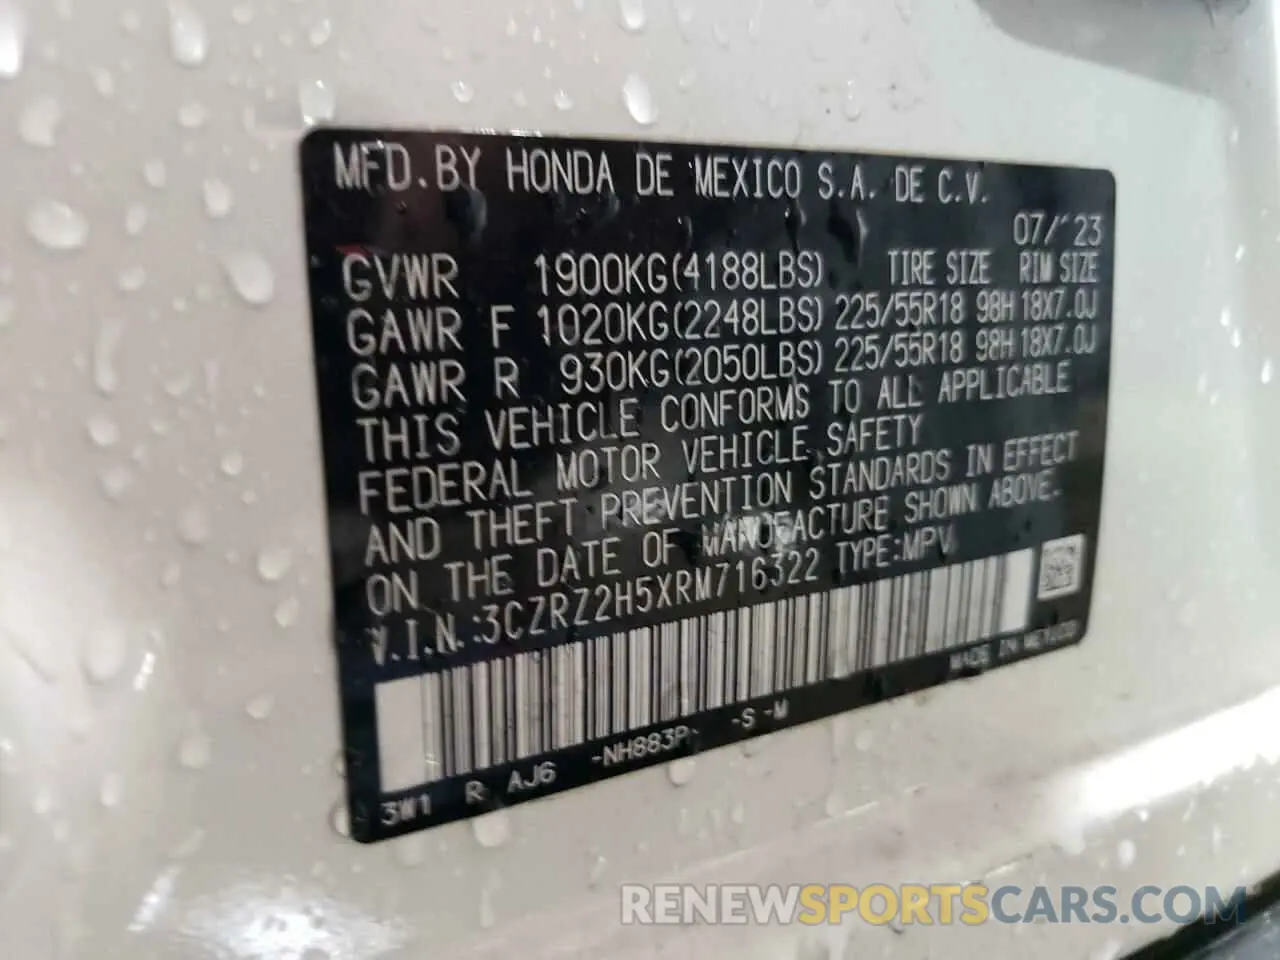 MFD.BY HONDA DE MEXICO S.A. DE C.V.
07/'23
GVWR 1900KG(4188LBS) TIRE SIZE RIM SIZE
GAWR F 1020KG(2248LBS) 225/55R18 98H 18X7.0J
GAWR R 930KG(2050LBS) 225/55R18 98H 18X7.0J
THIS VEHICLE CONFORMS TO ALL APPLICABLE
FEDERAL MOTOR VEHICLE SAFETY
AND THEFT PREVENTION STANDARDS IN EFFECT
ON THE DATE OF MANUFACTURE SHOWN ABOVE.
V.I.N.:3CZRZ2H5XRM716322 TYPE:MPV
MADE IN MEXICO
3W1 R AJ6 -NH883P- -S -M
RENEWSPORTSCARS.COM